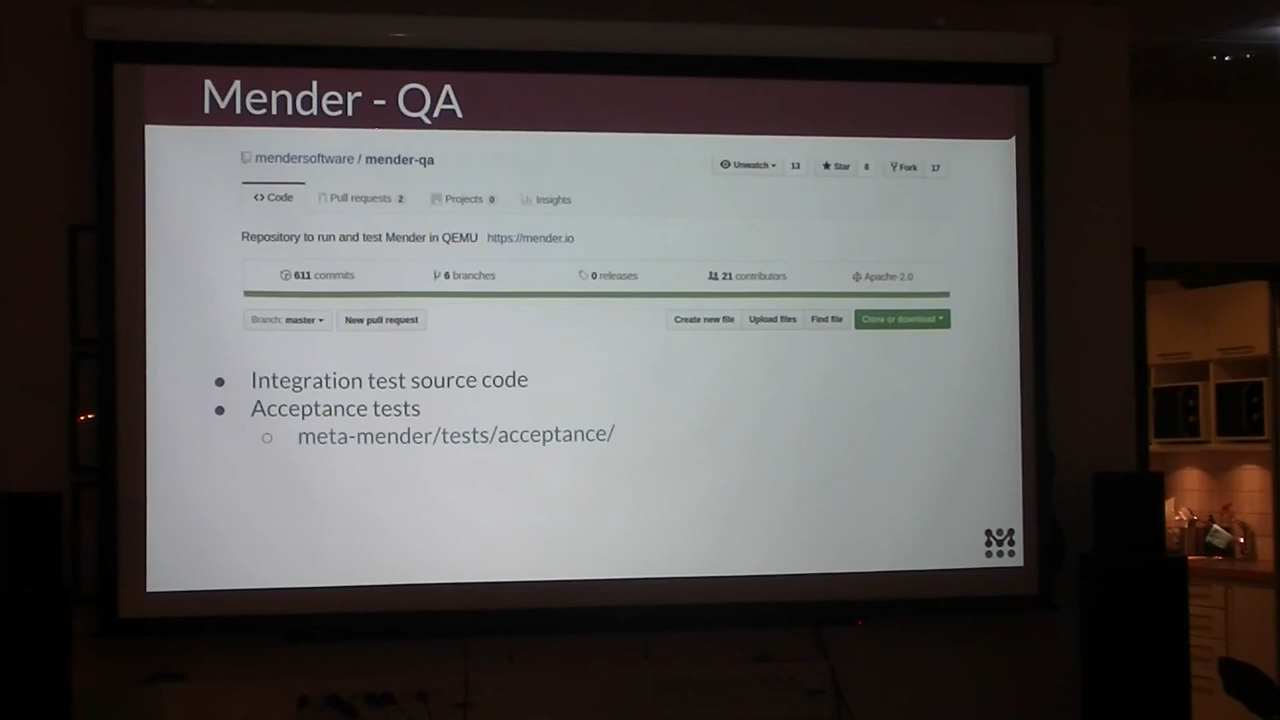 Mender - QA
mendersoftware / mender-qa
Unwatch 13 Star 8 Fork 17
Code Pull requests 2 Projects 0 Insights
Repository to run and test Mender in QEMU https://mender.io
611 commits 6 branches 0 releases 21 contributors Apache-2.0
Branch: master New pull request Create new file Upload files Find file Clone or download
Integration test source code
Acceptance tests
meta-mender/tests/acceptance/